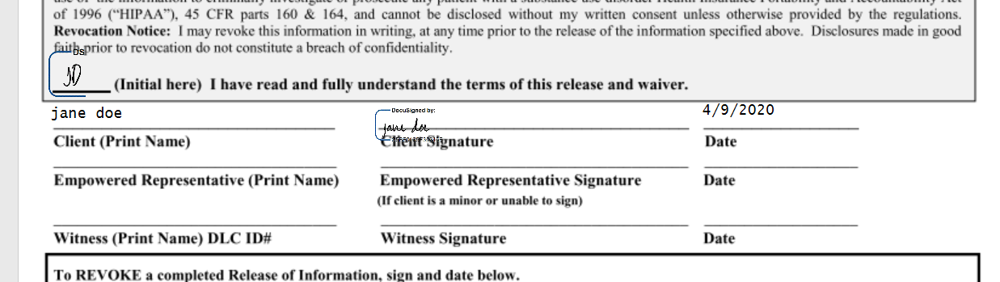 of 1996 (“HIPAA”), 45 CFR parts 160 & 164, and cannot be disclosed without my written consent unless otherwise provided by the regulations.
Revocation Notice: I may revoke this information in writing, at any time prior to the release of the information specified above. Disclosures made in good
faith prior to revocation do not constitute a breach of confidentiality.
DS
JD
(Initial here) I have read and fully understand the terms of this release and waiver.
jane doe
DocuSigned by:
jane doe
4/9/2020
Client (Print Name) Client Signature Date
Empowered Representative (Print Name) Empowered Representative Signature Date
(If client is a minor or unable to sign)
Witness (Print Name) DLC ID# Witness Signature Date
To REVOKE a completed Release of Information, sign and date below.